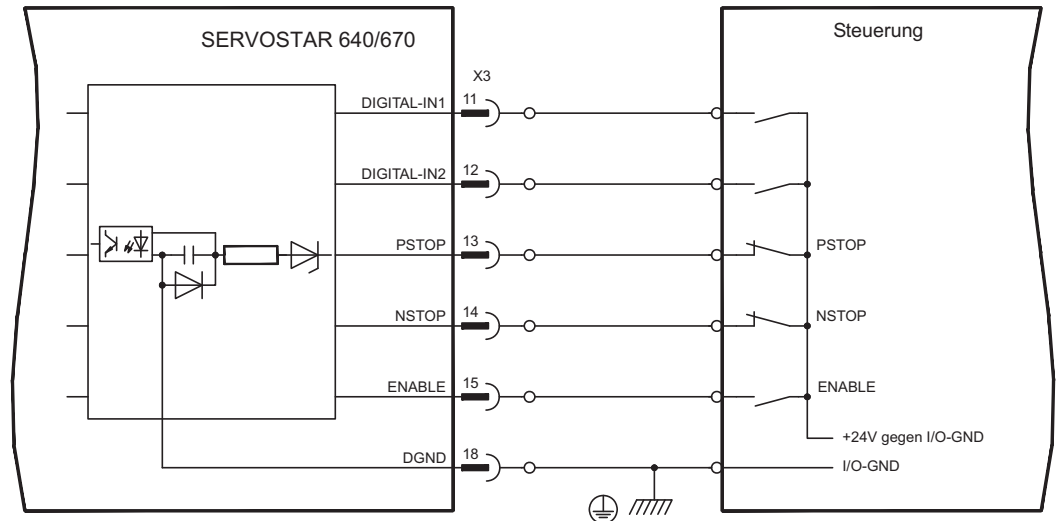 SERVOSTAR 640/670
Steuerung
X3
DIGITAL-IN1 11
DIGITAL-IN2 12
PSTOP 13 PSTOP
NSTOP 14 NSTOP
ENABLE 15 ENABLE
+24V gegen I/O-GND
DGND 18 I/O-GND